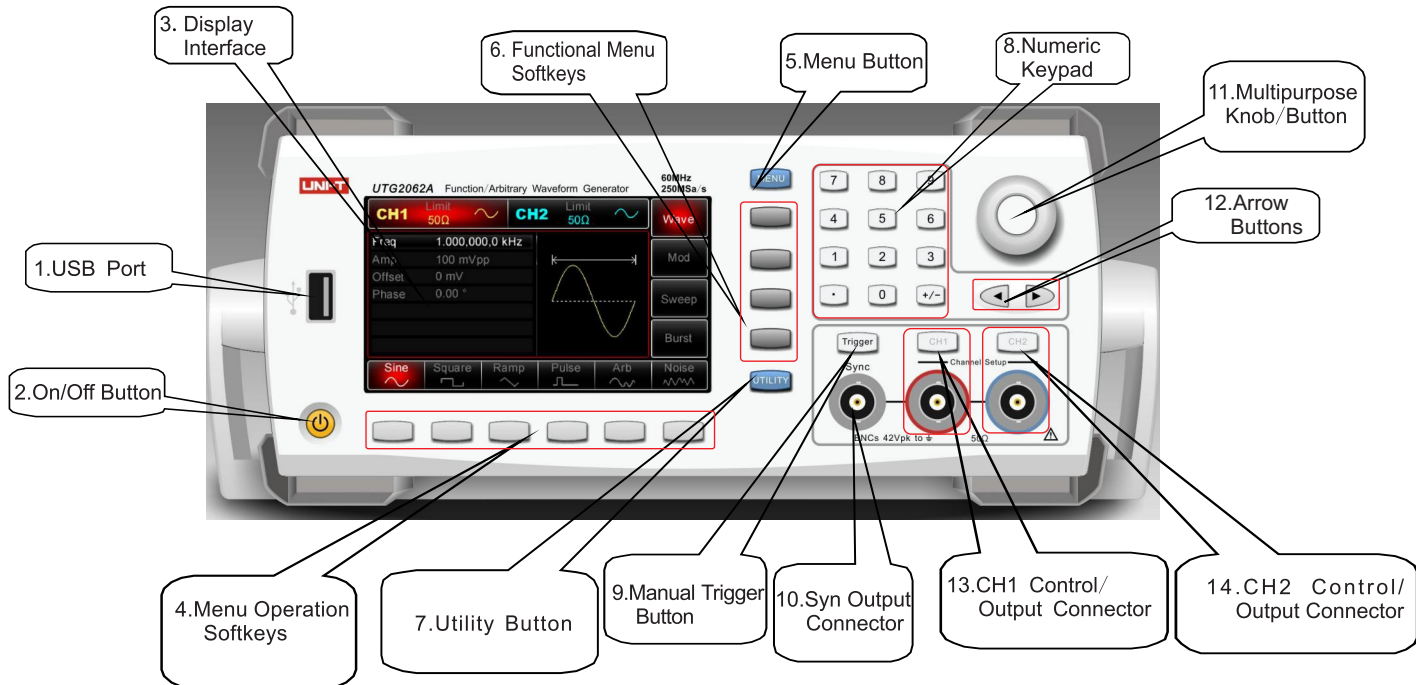 3. Display
Interface
6. Functional Menu
Softkeys
5.Menu Button
8.Numeric
Keypad
11.Multipurpose
Knob/Button
12.Arrow
Buttons
1.USB Port
2.On/Off Button
UNI-T
UTG2062A Function/Arbitrary Waveform Generator
60MHz
250MSa/s
CH1 Limit 50Ω
CH2 Limit 50Ω
Wave
Mod
Sweep
Burst
Freq 1.000,000,0 kHz
Amp 100 mVpp
Offset 0 mV
Phase 0.00 °
Sine Square Ramp Pulse Arb Noise
MENU
UTILITY
7 8 9
4 5 6
1 2 3
. 0 +/−
Trigger CH1 CH2
Sync Channel Setup
BNCs 42Vpk to ⏚ 50Ω
4.Menu Operation
Softkeys
7.Utility Button
9.Manual Trigger
Button
10.Syn Output
Connector
13.CH1 Control/
Output Connector
14.CH2 Control/
Output Connector